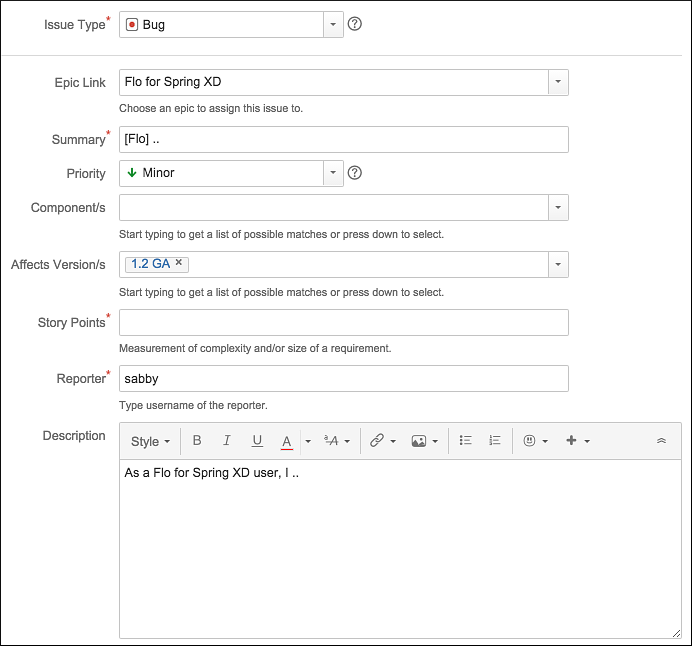 Issue Type* Bug
Epic Link Flo for Spring XD
Choose an epic to assign this issue to.
Summary* [Flo] ..
Priority Minor
Component/s
Start typing to get a list of possible matches or press down to select.
Affects Version/s 1.2 GA ×
Start typing to get a list of possible matches or press down to select.
Story Points*
Measurement of complexity and/or size of a requirement.
Reporter* sabby
Type username of the reporter.
Description Style B I U A ªA
As a Flo for Spring XD user, I ..